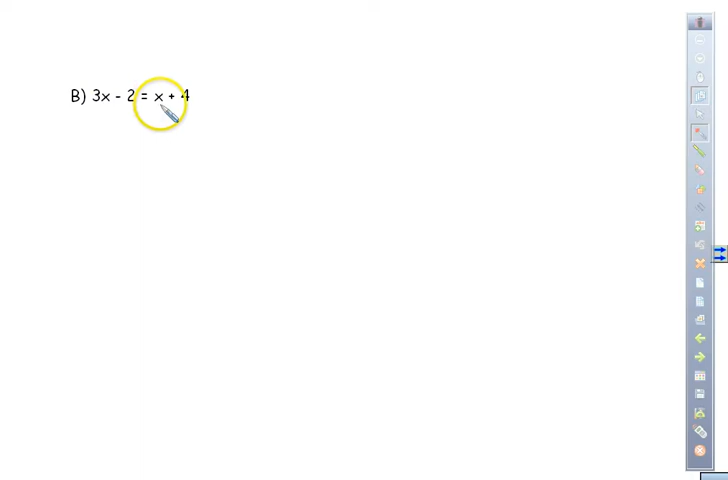 B) 3x - 2 = x + 4